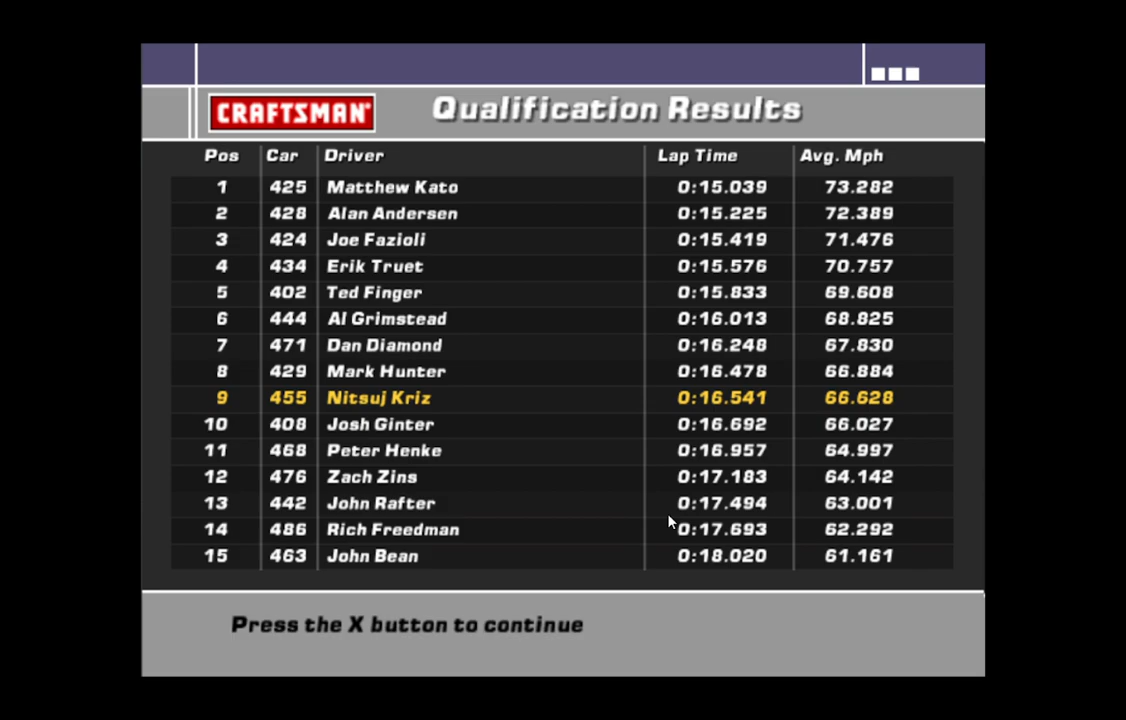 CRAFTSMAN®
Qualification Results
Pos Car Driver Lap Time Avg. Mph
1 425 Matthew Kato 0:15.039 73.282
2 428 Alan Andersen 0:15.225 72.389
3 424 Joe Fazioli 0:15.419 71.476
4 434 Erik Truet 0:15.576 70.757
5 402 Ted Finger 0:15.833 69.608
6 444 Al Grimstead 0:16.013 68.825
7 471 Dan Diamond 0:16.248 67.830
8 429 Mark Hunter 0:16.478 66.884
9 455 Nitsuj Kriz 0:16.541 66.628
10 408 Josh Ginter 0:16.692 66.027
11 468 Peter Henke 0:16.957 64.997
12 476 Zach Zins 0:17.183 64.142
13 442 John Rafter 0:17.494 63.001
14 486 Rich Freedman 0:17.693 62.292
15 463 John Bean 0:18.020 61.161
Press the X button to continue